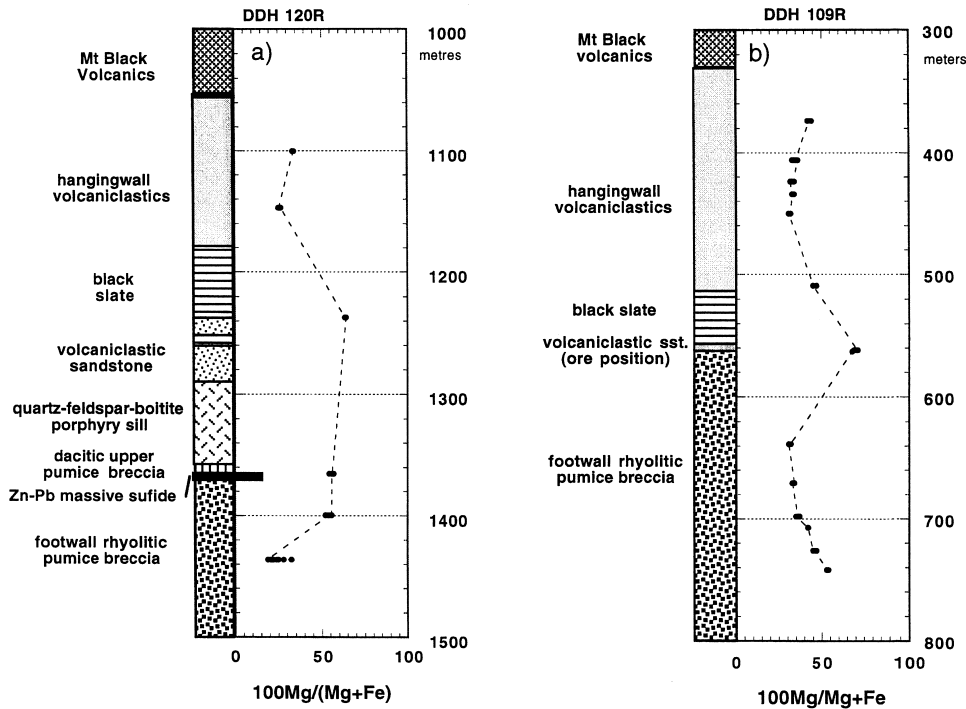 DDH 120R
a)
1000
metres
1100
1200
1300
1400
1500
Mt Black
Volcanics
hangingwall
volcaniclastics
black
slate
volcaniclastic
sandstone
quartz-feldspar-boitite
porphyry sill
dacitic upper
pumice breccia
Zn-Pb massive sufide
footwall rhyolitic
pumice breccia
0 50 100
100Mg/(Mg+Fe)
DDH 109R
b)
300
meters
400
500
600
700
800
Mt Black
volcanics
hangingwall
volcaniclastics
black slate
volcaniclastic sst.
(ore position)
footwall rhyolitic
pumice breccia
0 50 100
100Mg/Mg+Fe